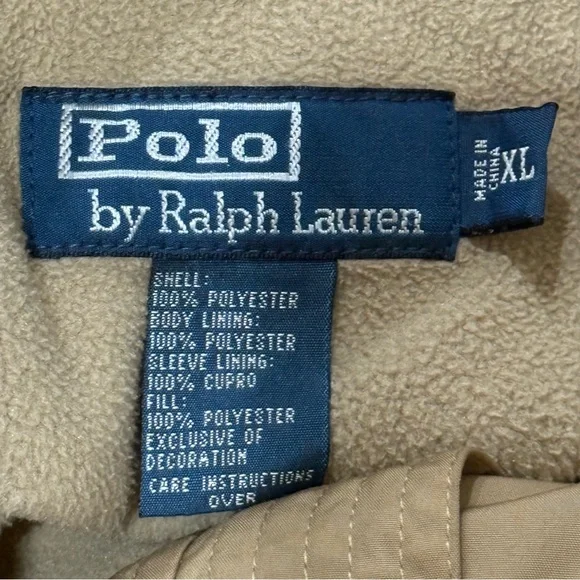 Polo
by Ralph Lauren
MADE IN
CHINA
XL
SHELL:
100% POLYESTER
BODY LINING:
100% POLYESTER
SLEEVE LINING:
100% CUPRO
FILL:
100% POLYESTER
EXCLUSIVE OF
DECORATION
CARE INSTRUCTIONS
OVER